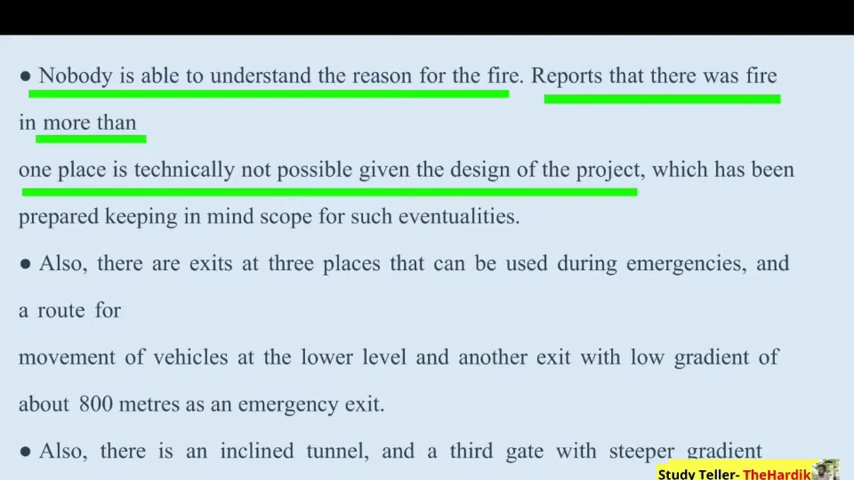 ● Nobody is able to understand the reason for the fire. Reports that there was fire
in more than
one place is technically not possible given the design of the project, which has been
prepared keeping in mind scope for such eventualities.
● Also, there are exits at three places that can be used during emergencies, and
a route for
movement of vehicles at the lower level and another exit with low gradient of
about 800 metres as an emergency exit.
● Also, there is an inclined tunnel, and a third gate with steeper gradient
Study Teller- TheHardik